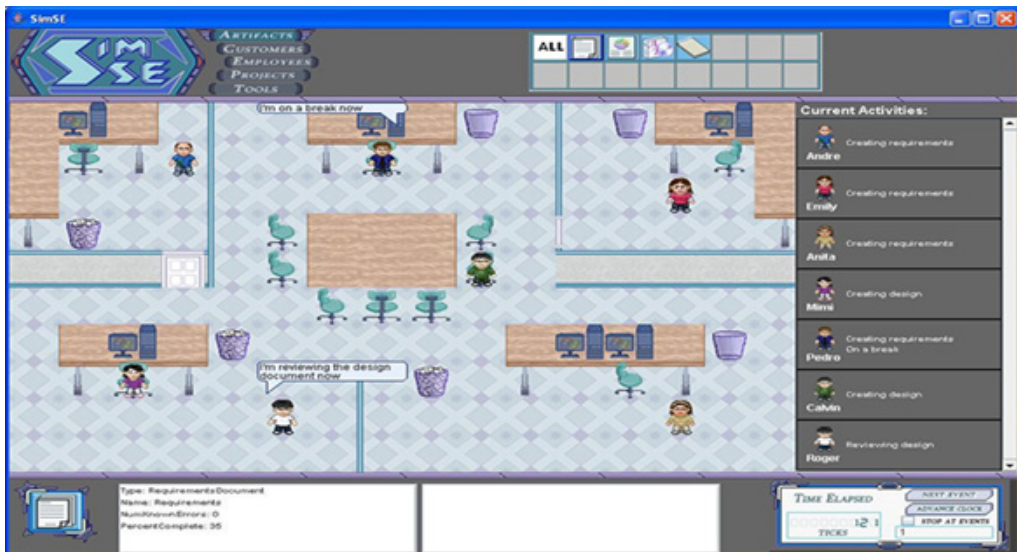 SimSE
SIM
SE
ARTIFACTS
CUSTOMERS
EMPLOYEES
PROJECTS
TOOLS
ALL
I'm on a break now
I'm reviewing the design
document now
Current Activities:
Creating requirements
Andre
Creating requirements
Emily
Creating requirements
Anita
Creating design
Mimi
Creating requirements
On a break
Pedro
Creating design
Calvin
Reviewing design
Roger
Type: RequirementsDocument
Name: Requirements
NumKnownErrors: 0
PercentComplete: 35
TIME ELAPSED
TICKS
NEXT EVENT
ADVANCE CLOCK
STOP AT EVENTS
1